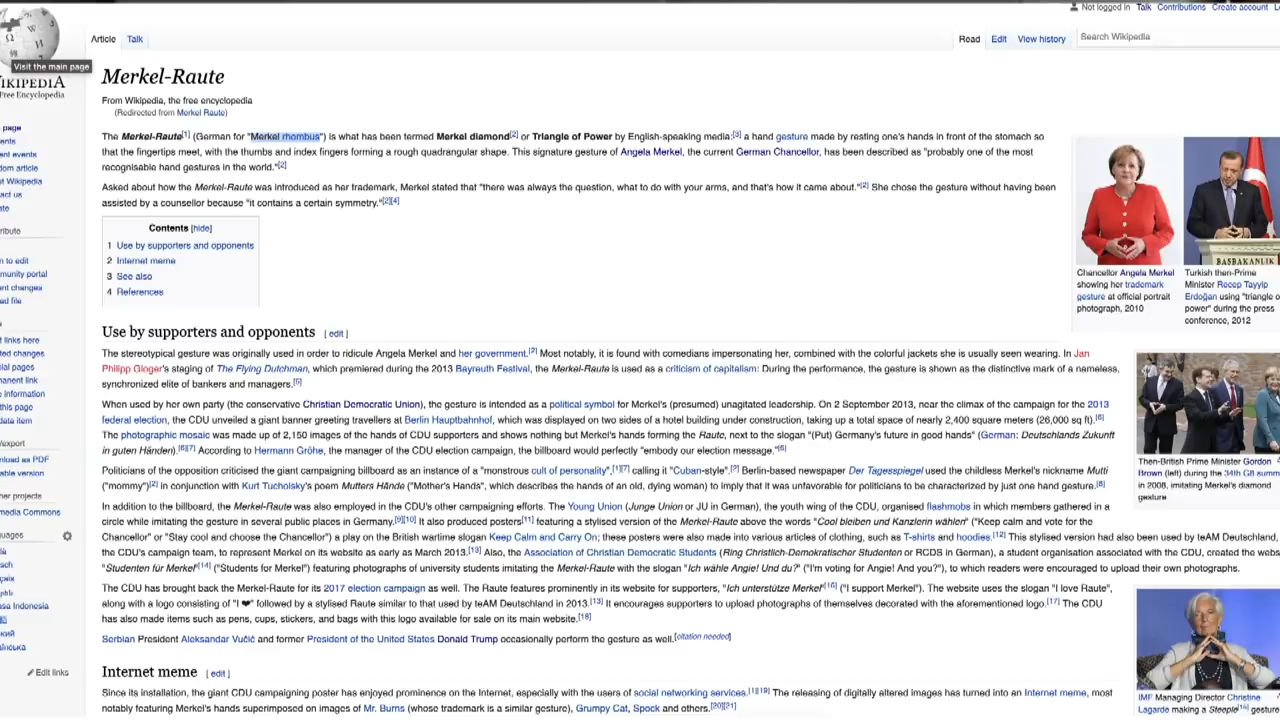 Not logged in Talk Contributions Create account
Article Talk
Read Edit View history Search Wikipedia
Visit the main page
WIKIPEDIA
Free Encyclopedia
Merkel-Raute
From Wikipedia, the free encyclopedia
(Redirected from Merkel Raute)
The Merkel-Raute[1] (German for "Merkel rhombus") is what has been termed Merkel diamond[2] or Triangle of Power by English-speaking media:[3] a hand gesture made by resting one's hands in front of the stomach so
that the fingertips meet, with the thumbs and index fingers forming a rough quadrangular shape. This signature gesture of Angela Merkel, the current German Chancellor, has been described as "probably one of the most
recognisable hand gestures in the world."[2]
Asked about how the Merkel-Raute was introduced as her trademark, Merkel stated that "there was always the question, what to do with your arms, and that's how it came about."[2] She chose the gesture without having been
assisted by a counsellor because "it contains a certain symmetry."[2][4]
Contents [hide]
1 Use by supporters and opponents
2 Internet meme
3 See also
4 References
BASBAKANLIK
Chancellor Angela Merkel
showing her trademark
gesture at official portrait
photograph, 2010
Turkish then-Prime
Minister Recep Tayyip
Erdoğan using "triangle o
power" during the press
conference, 2012
Use by supporters and opponents [ edit ]
The stereotypical gesture was originally used in order to ridicule Angela Merkel and her government.[2] Most notably, it is found with comedians impersonating her, combined with the colorful jackets she is usually seen wearing. In Jan
Philipp Gloger's staging of The Flying Dutchman, which premiered during the 2013 Bayreuth Festival, the Merkel-Raute is used as a criticism of capitalism: During the performance, the gesture is shown as the distinctive mark of a nameless,
synchronized elite of bankers and managers.[5]
When used by her own party (the conservative Christian Democratic Union), the gesture is intended as a political symbol for Merkel's (presumed) unagitated leadership. On 2 September 2013, near the climax of the campaign for the 2013
federal election, the CDU unveiled a giant banner greeting travellers at Berlin Hauptbahnhof, which was displayed on two sides of a hotel building under construction, taking up a total space of nearly 2,400 square meters (26,000 sq ft).[6]
The photographic mosaic was made up of 2,150 images of the hands of CDU supporters and shows nothing but Merkel's hands forming the Raute, next to the slogan "(Put) Germany's future in good hands" (German: Deutschlands Zukunft
in guten Händen).[6][7] According to Hermann Gröhe, the manager of the CDU election campaign, the billboard would perfectly "embody our election message."[6]
Then-British Prime Minister Gordon
Brown (left) during the 34th G8 summ
in 2008, imitating Merkel's diamond
gesture
Politicians of the opposition criticised the giant campaigning billboard as an instance of a "monstrous cult of personality",[1][7] calling it "Cuban-style".[2] Berlin-based newspaper Der Tagesspiegel used the childless Merkel's nickname Mutti
("mommy")[2] in conjunction with Kurt Tucholsky's poem Mutters Hände ("Mother's Hands", which describes the hands of an old, dying woman) to imply that it was unfavorable for politicians to be characterized by just one hand gesture.[8]
In addition to the billboard, the Merkel-Raute was also employed in the CDU's other campaigning efforts. The Young Union (Junge Union or JU in German), the youth wing of the CDU, organised flashmobs in which members gathered in a
circle while imitating the gesture in several public places in Germany.[9][10] It also produced posters[11] featuring a stylised version of the Merkel-Raute above the words "Cool bleiben und Kanzlerin wählen" ("Keep calm and vote for the
Chancellor" or "Stay cool and choose the Chancellor") a play on the British wartime slogan Keep Calm and Carry On; these posters were also made into various articles of clothing, such as T-shirts and hoodies.[12] This stylised version had also been used by teAM Deutschland,
the CDU's campaign team, to represent Merkel on its website as early as March 2013.[13] Also, the Association of Christian Democratic Students (Ring Christlich-Demokratischer Studenten or RCDS in German), a student organisation associated with the CDU, created the webs
"Studenten für Merkel"[14] ("Students for Merkel") featuring photographs of university students imitating the Merkel-Raute with the slogan "Ich wähle Angie! Und du?" ("I'm voting for Angie! And you?"), to which readers were encouraged to upload their own photographs.
The CDU has brought back the Merkel-Raute for its 2017 election campaign as well. The Raute features prominently in its website for supporters, "Ich unterstütze Merkel"[15] ("I support Merkel"). The website uses the slogan "I love Raute",
along with a logo consisting of "I ❤" followed by a stylised Raute similar to that used by teAM Deutschland in 2013.[13] It encourages supporters to upload photographs of themselves decorated with the aforementioned logo.[17] The CDU
has also made items such as pens, cups, stickers, and bags with this logo available for sale on its main website.[18]
Serbian President Aleksandar Vučić and former President of the United States Donald Trump occasionally perform the gesture as well.[citation needed]
Internet meme [ edit ]
Since its installation, the giant CDU campaigning poster has enjoyed prominence on the Internet, especially with the users of social networking services.[1][19] The releasing of digitally altered images has turned into an Internet meme, most
notably featuring Merkel's hands superimposed on images of Mr. Burns (whose trademark is a similar gesture), Grumpy Cat, Spock and others.[20][21]
IMF Managing Director Christine
Lagarde making a Steeple[15] gesture
page
Wikipedia
to edit
links here
this page
Edit links